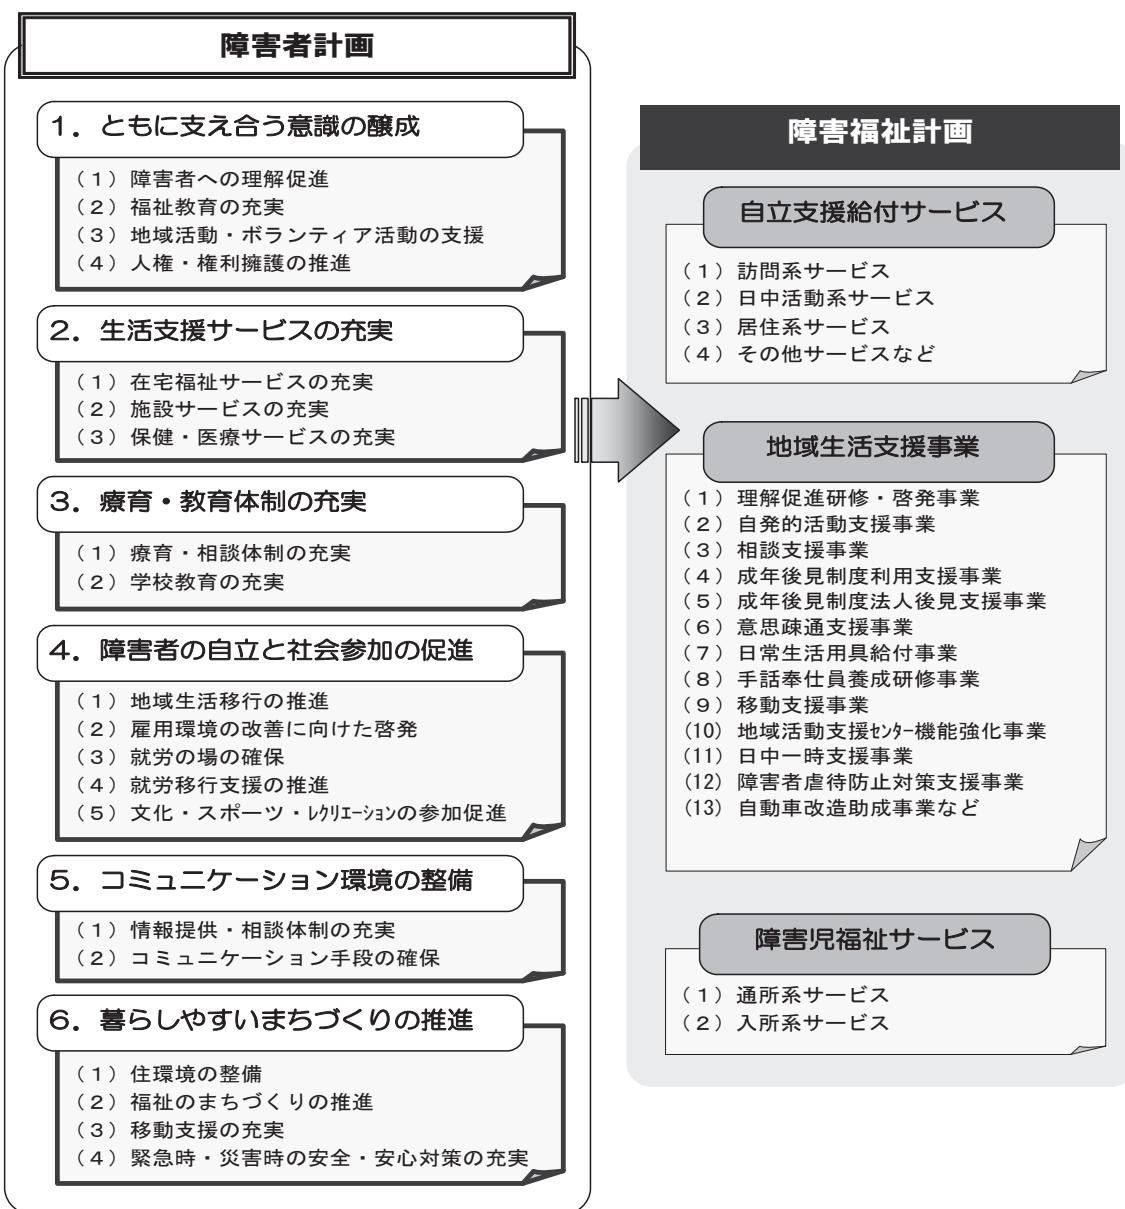 障害者計画
1．ともに支え合う意識の醸成
（1）障害者への理解促進
（2）福祉教育の充実
（3）地域活動・ボランティア活動の支援
（4）人権・権利擁護の推進
2．生活支援サービスの充実
（1）在宅福祉サービスの充実
（2）施設サービスの充実
（3）保健・医療サービスの充実
3．療育・教育体制の充実
（1）療育・相談体制の充実
（2）学校教育の充実
4．障害者の自立と社会参加の促進
（1）地域生活移行の推進
（2）雇用環境の改善に向けた啓発
（3）就労の場の確保
（4）就労移行支援の推進
（5）文化・スポーツ・ﾚｸﾘｴｰｼｮﾝの参加促進
5．コミュニケーション環境の整備
（1）情報提供・相談体制の充実
（2）コミュニケーション手段の確保
6．暮らしやすいまちづくりの推進
（1）住環境の整備
（2）福祉のまちづくりの推進
（3）移動支援の充実
（4）緊急時・災害時の安全・安心対策の充実
障害福祉計画
自立支援給付サービス
（1）訪問系サービス
（2）日中活動系サービス
（3）居住系サービス
（4）その他サービスなど
地域生活支援事業
（1）理解促進研修・啓発事業
（2）自発的活動支援事業
（3）相談支援事業
（4）成年後見制度利用支援事業
（5）成年後見制度法人後見支援事業
（6）意思疎通支援事業
（7）日常生活用具給付事業
（8）手話奉仕員養成研修事業
（9）移動支援事業
(10) 地域活動支援ｾﾝﾀｰ機能強化事業
(11) 日中一時支援事業
(12) 障害者虐待防止対策支援事業
(13) 自動車改造助成事業など
障害児福祉サービス
（1）通所系サービス
（2）入所系サービス